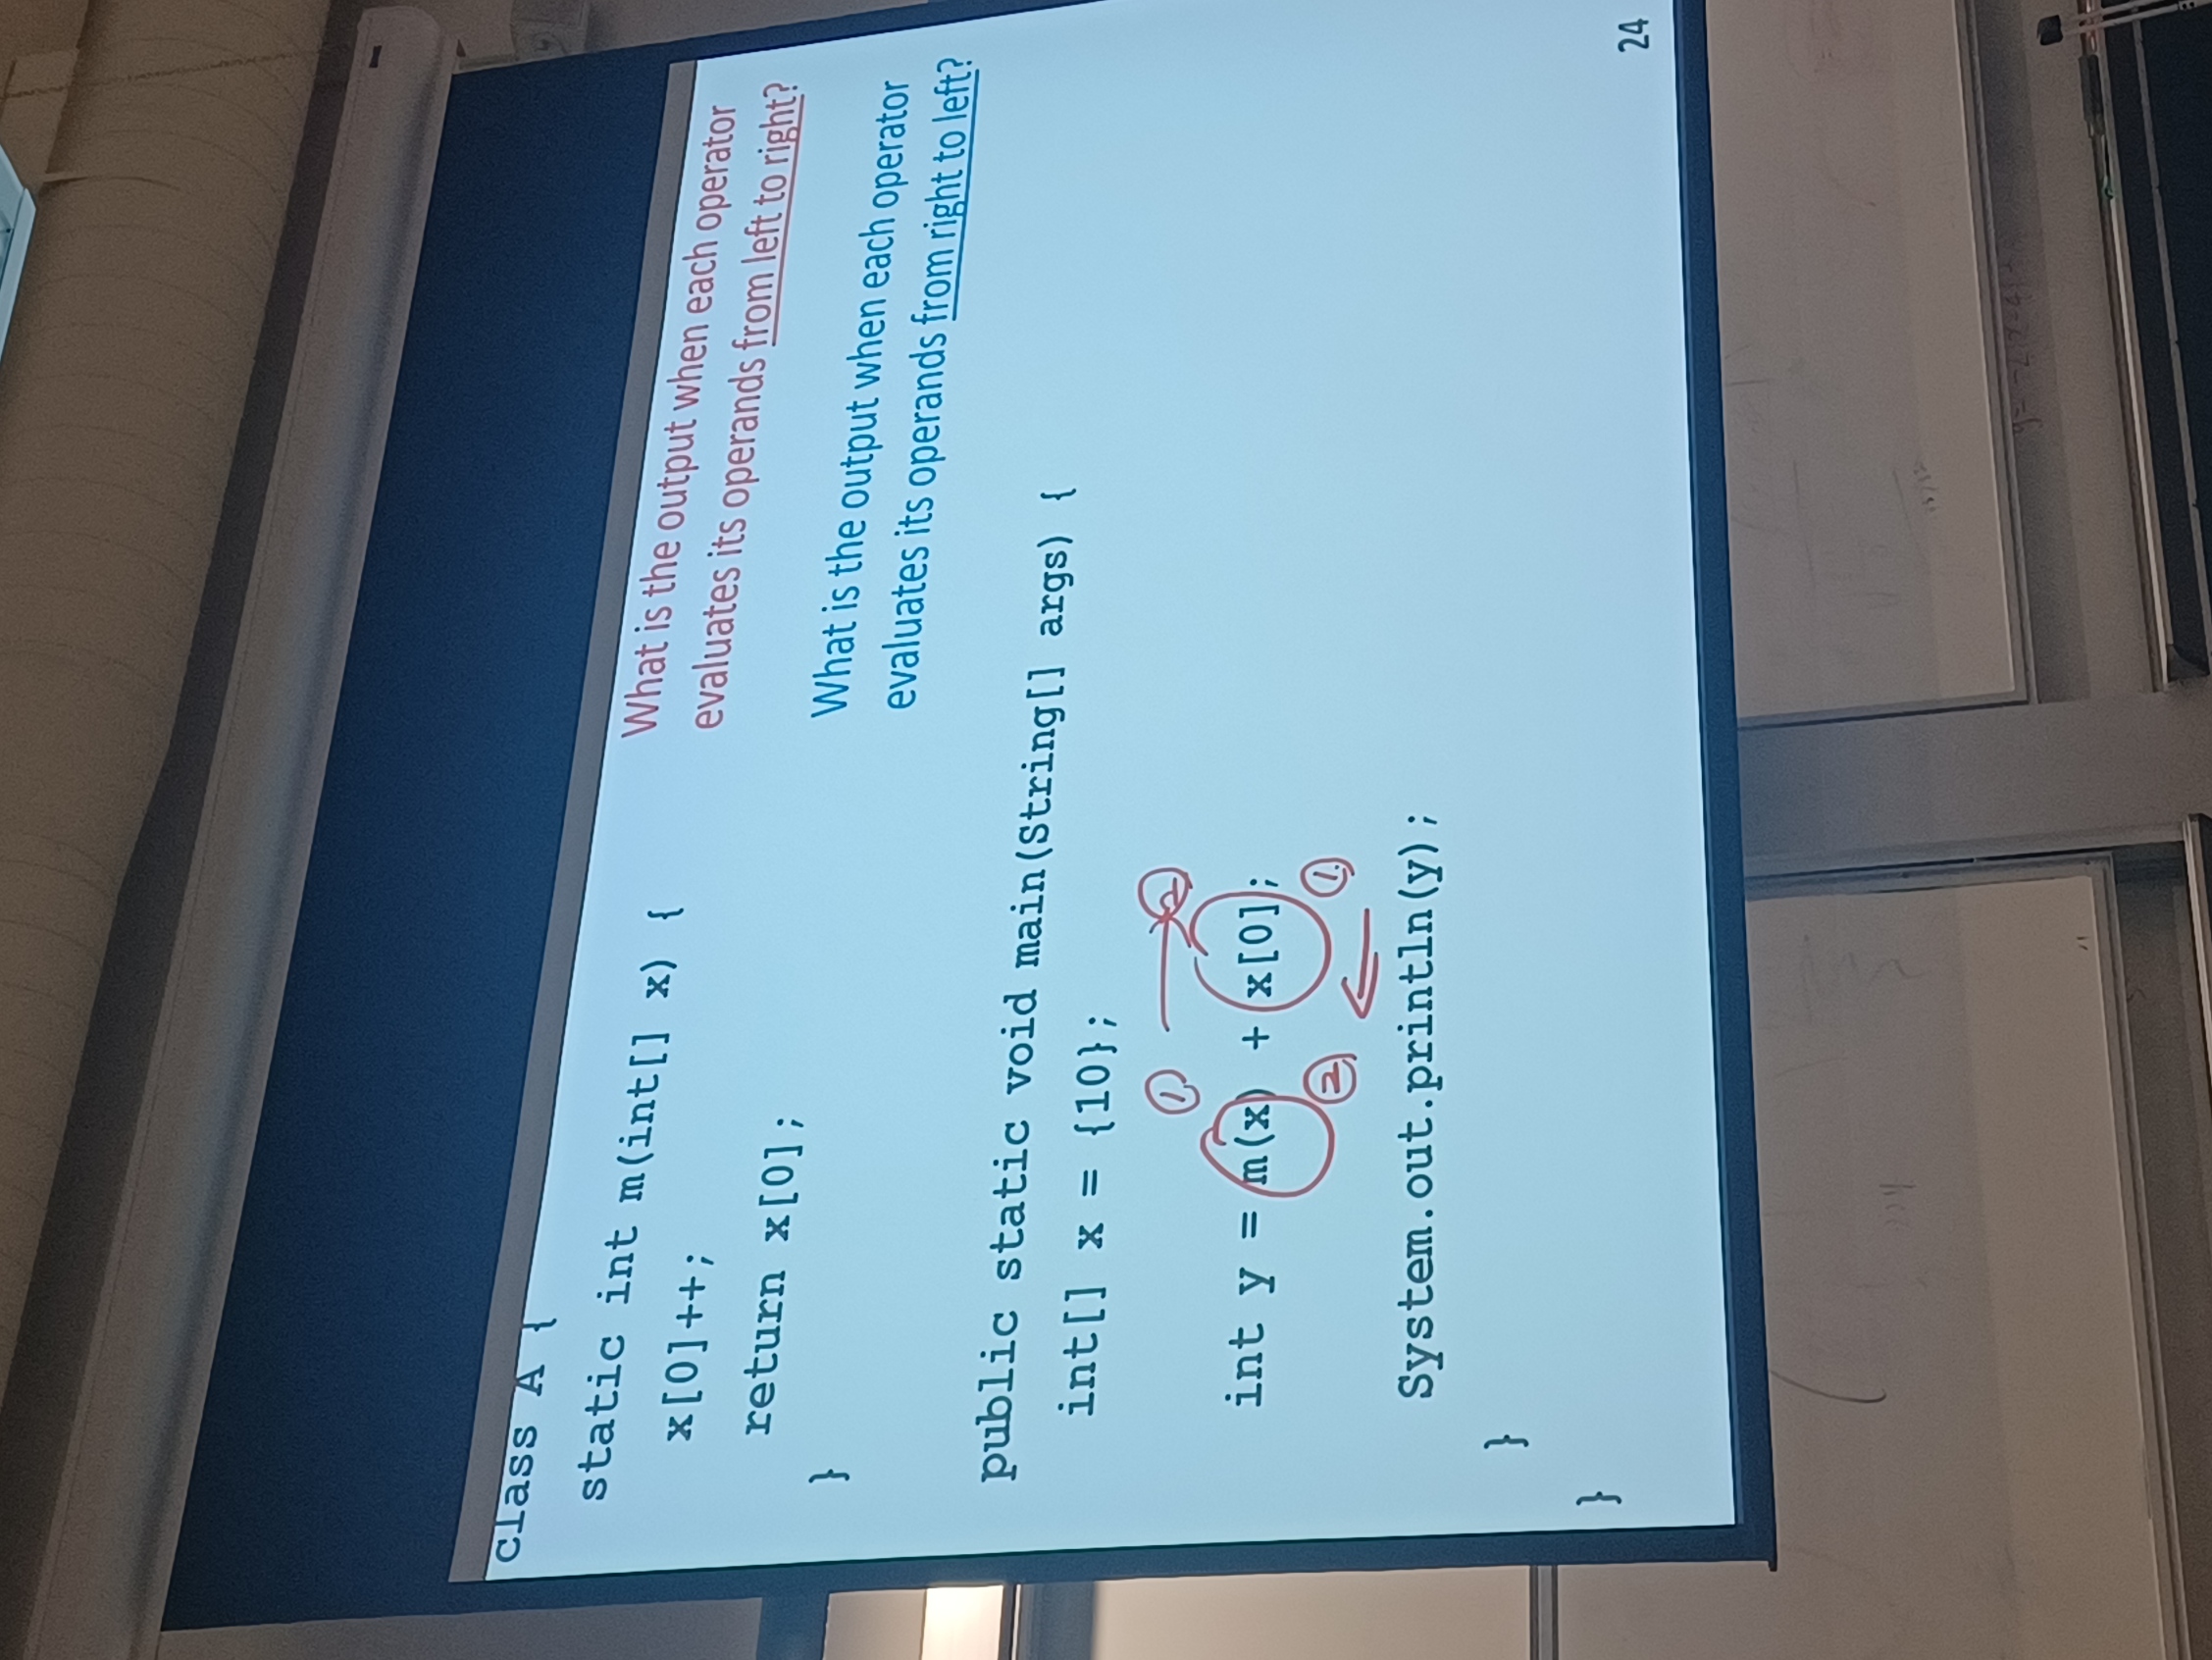 class A {
static int m(int[] x) {
x[0]++;
return x[0];
}
What is the output when each operator
evaluates its operands from left to right?
What is the output when each operator
evaluates its operands from right to left?
public static void main(String[] args) {
int[] x = {10};
1 2
int y = m(x) + x[0];
2 1
System.out.println(y);
}
}
24